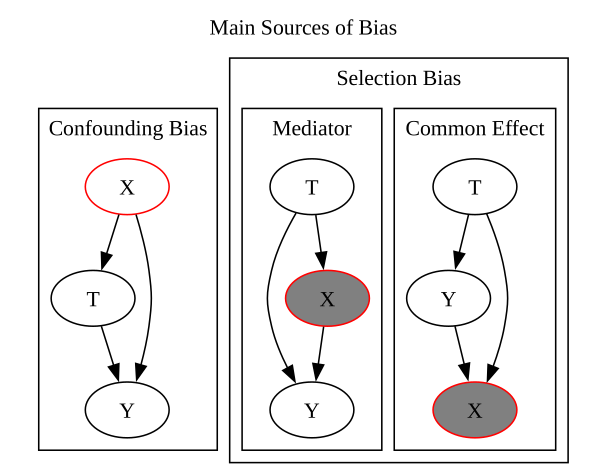 Main Sources of Bias
Selection Bias
Confounding Bias
X
T
Y
Mediator
T
X
Y
Common Effect
T
Y
X